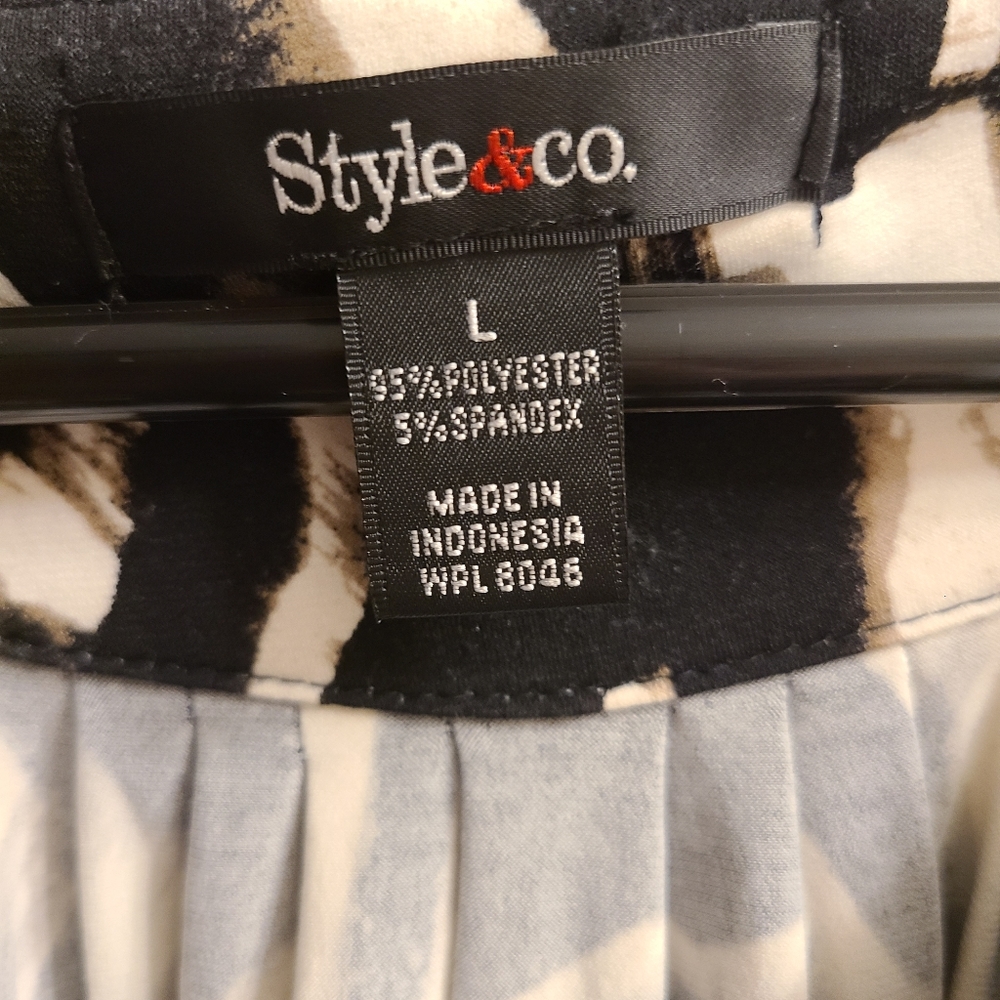 Style&co.
L
95% POLYESTER
5% SPANDEX
MADE IN
INDONESIA
WPL 6046